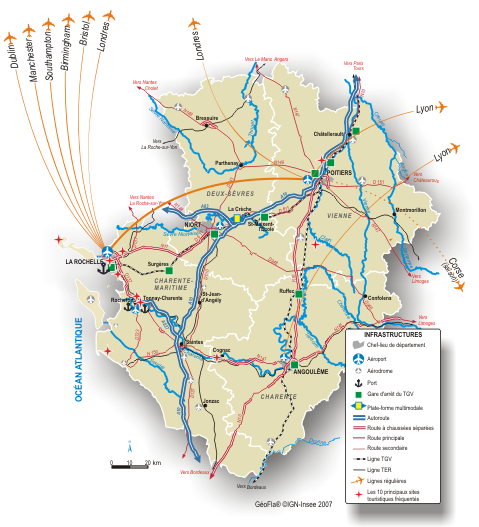 Dublin
Manchester
Southampton
Birmingham
Bristol
Londres
Londres
Lyon
Lyon
Corse
(été 2007)
Vers Le Mans Angers
Vers Paris
Tours
Vers Nantes
Cholet
Vers
La Roche-sur-Yon
Bressuire
Châtellerault
Parthenay
POITIERS
DEUX-SÈVRES
Vers
Châteauroux
Vers Nantes
La Roche-sur-Yon
La Crèche
VIENNE
Montmorillon
NIORT
St-Maixent-
l'Ecole
LA ROCHELLE
Surgères
CHARENTE-
MARITIME
Vers
Limoges
Rochefort
Tonnay-Charente
St-Jean-
d'Angély
Ruffec
Confolens
Vers
Limoges
OCÉAN ATLANTIQUE
Saintes
Cognac
ANGOULÊME
Jonzac
CHARENTE
Vers Bordeaux
Vers Bordeaux
0 10 20 km
GéoFla® ©IGN-Insee 2007
INFRASTRUCTURES
Chef-lieu de département
Aéroport
Aérodrome
Port
Gare d'arrêt du TGV
Plate-forme multimodale
Autoroute
Route à chaussées séparées
Route principale
Route secondaire
Ligne TGV
Ligne TER
Lignes régulières
Les 10 principaux sites
touristiques fréquentés